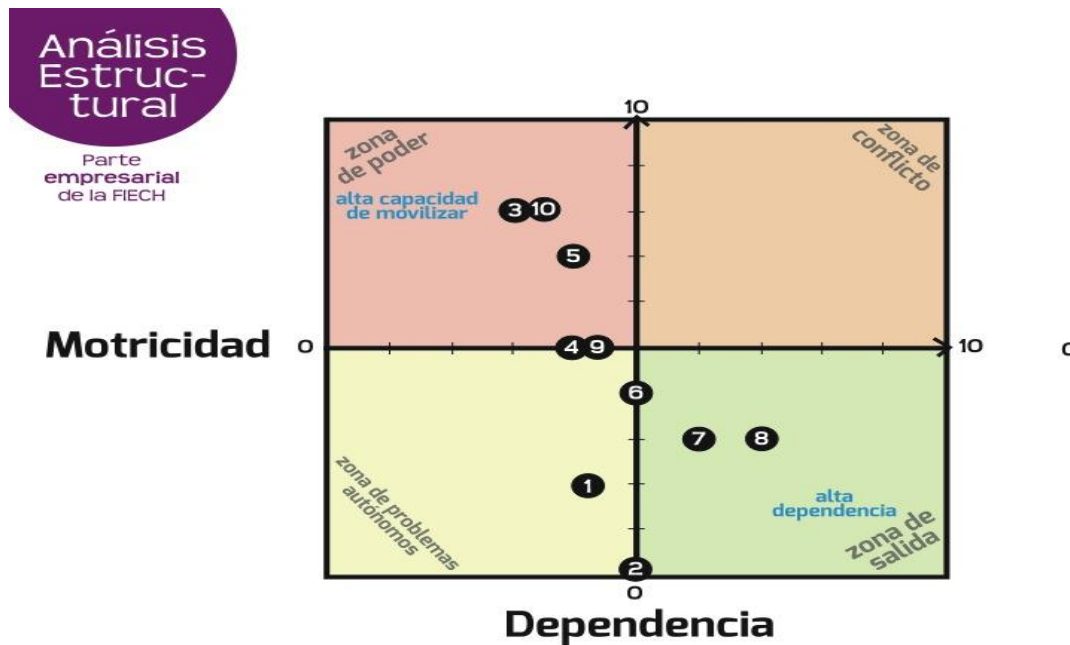 Análisis
Estruc-
tural
Parte
empresarial
de la FIECH
10
zona
de poder
alta capacidad
de movilizar
zona de
conflicto
3
10
5
Motricidad
0
4
9
10
6
7
8
1
zona de problemas
autónomos
alta
dependencia
zona de
salida
2
0
Dependencia